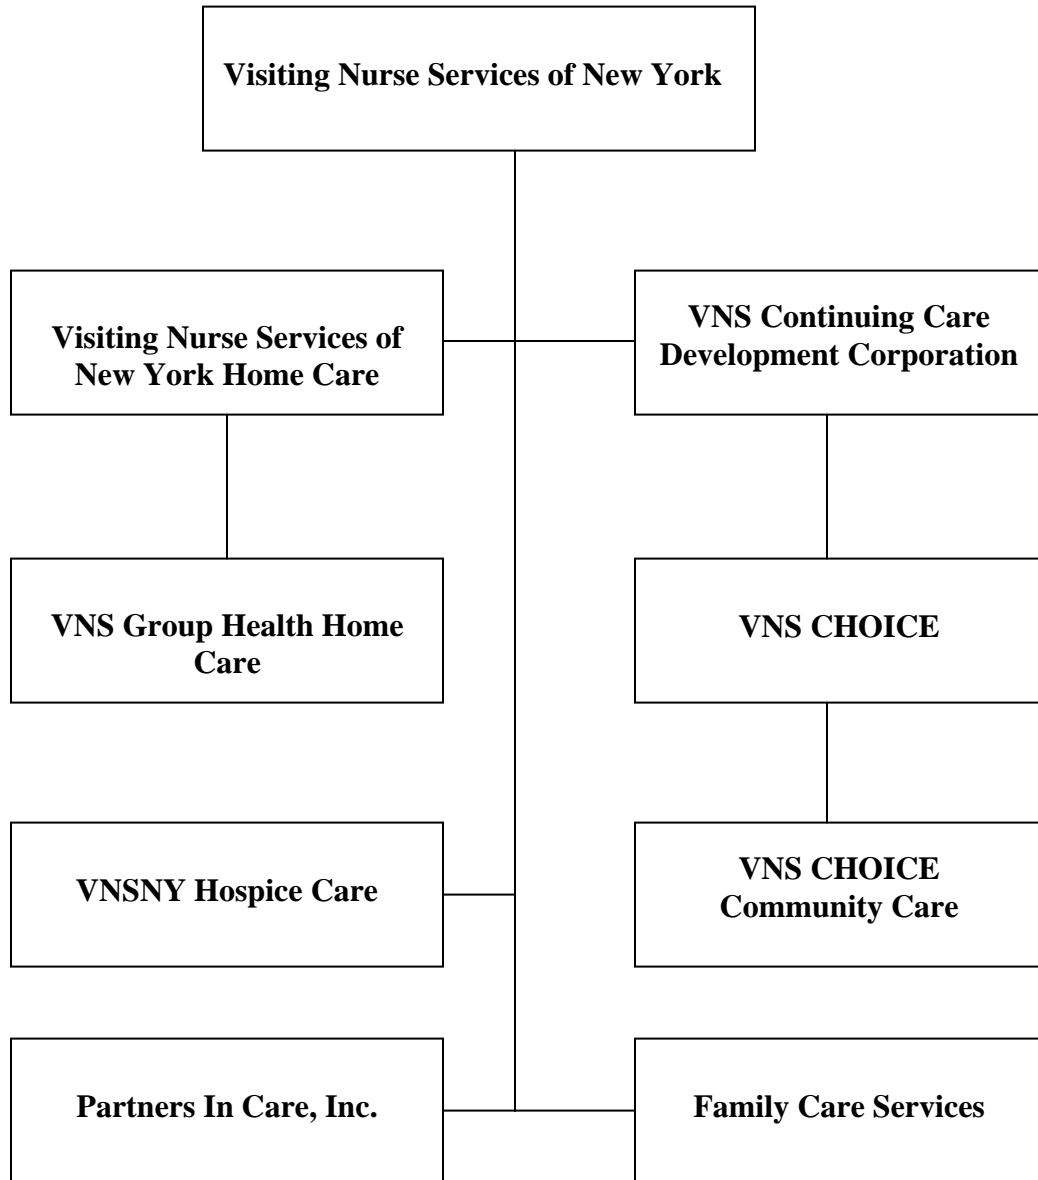 Visiting Nurse Services of New York
Visiting Nurse Services of
New York Home Care
VNS Continuing Care
Development Corporation
VNS Group Health Home
Care
VNS CHOICE
VNSNY Hospice Care
VNS CHOICE
Community Care
Partners In Care, Inc.
Family Care Services